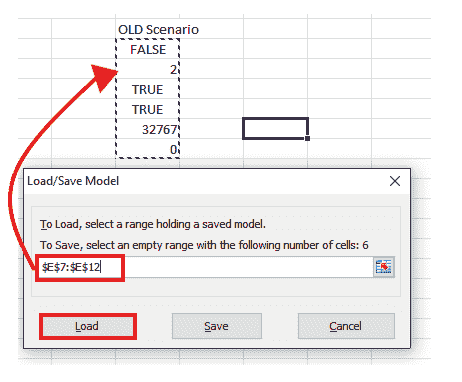 OLD Scenario
FALSE
2
TRUE
TRUE
32767
0
Load/Save Model
To Load, select a range holding a saved model.
To Save, select an empty range with the following number of cells: 6
$E$7:$E$12
Load Save Cancel